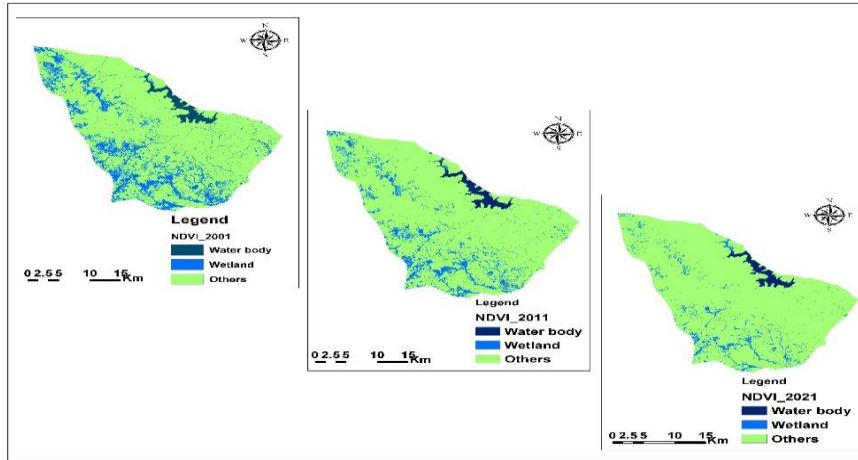 N
W E
S
Legend
NDVI_2001
Water body
Wetland
Others
0 2.5 5 10 15 Km
N
W E
S
Legend
NDVI_2011
Water body
Wetland
Others
0 2.5 5 10 15 Km
N
W E
S
Legend
NDVI_2021
Water body
Wetland
Others
0 2.5 5 10 15 Km